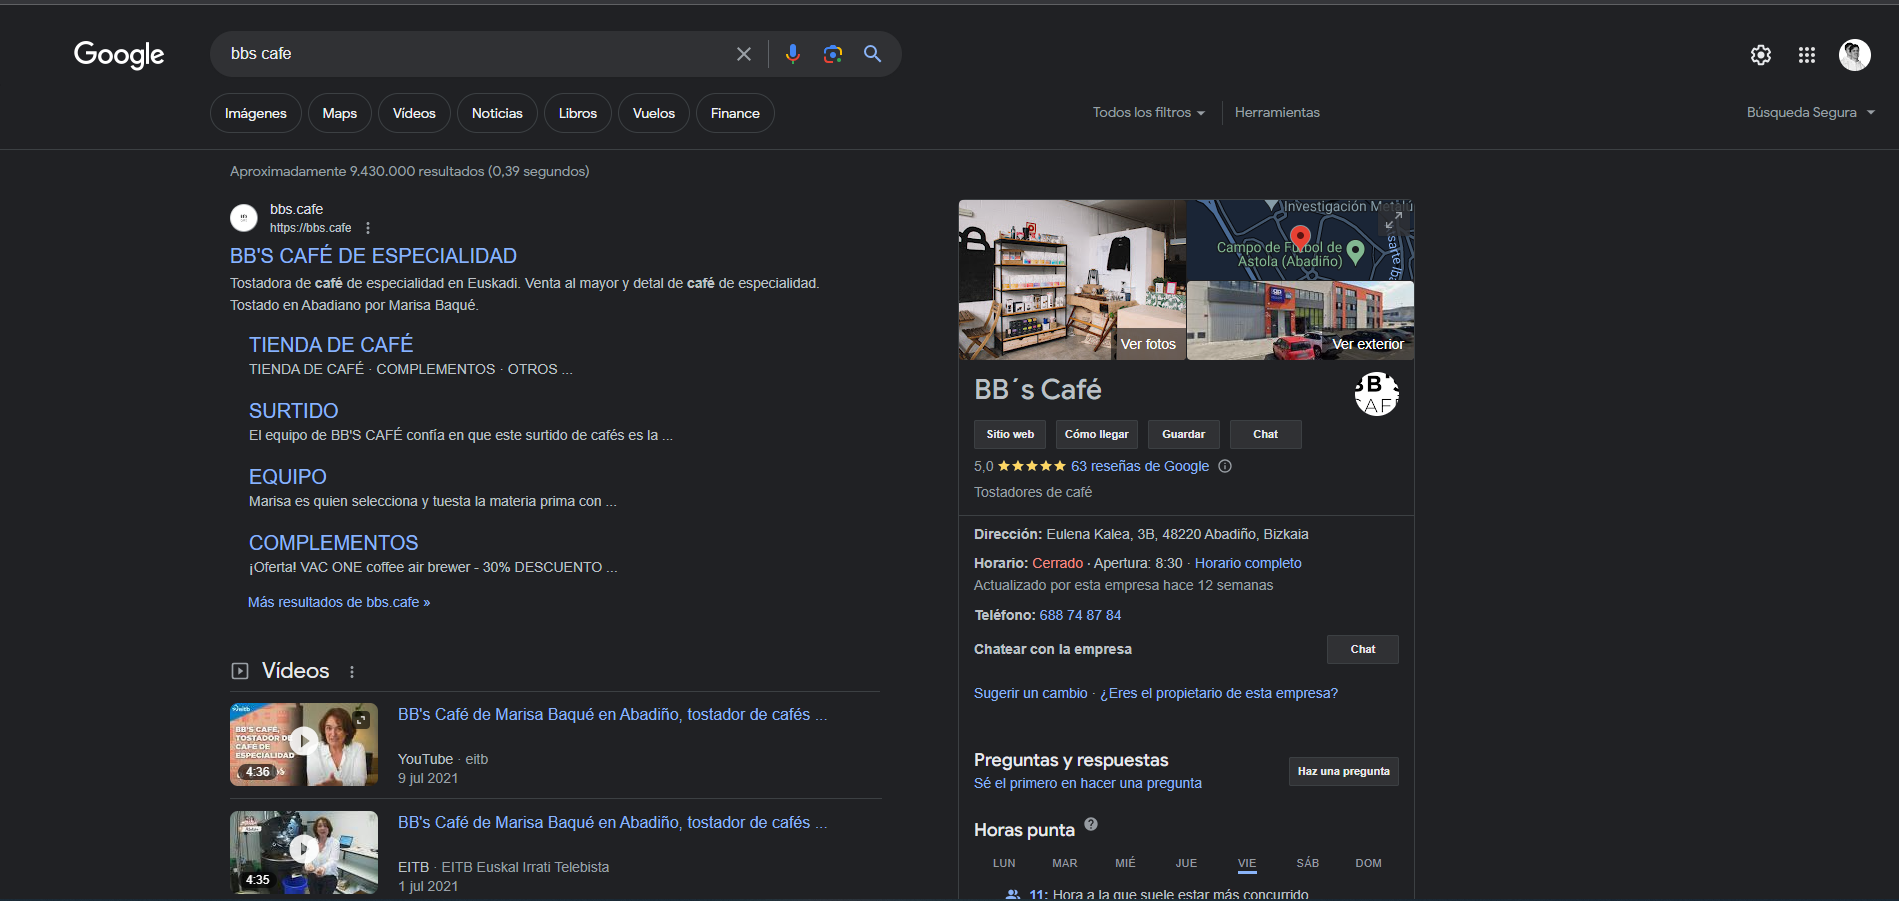 Google
bbs cafe
Imágenes
Maps
Vídeos
Noticias
Libros
Vuelos
Finance
Todos los filtros
Herramientas
Búsqueda Segura
Aproximadamente 9.430.000 resultados (0,39 segundos)
bbs.cafe
https://bbs.cafe
BB'S CAFÉ DE ESPECIALIDAD
Tostadora de café de especialidad en Euskadi. Venta al mayor y detal de café de especialidad.
Tostado en Abadiano por Marisa Baqué.
TIENDA DE CAFÉ
TIENDA DE CAFÉ · COMPLEMENTOS · OTROS ...
SURTIDO
El equipo de BB'S CAFÉ confía en que este surtido de cafés es la ...
EQUIPO
Marisa es quien selecciona y tuesta la materia prima con ...
COMPLEMENTOS
¡Oferta! VAC ONE coffee air brewer - 30% DESCUENTO ...
Más resultados de bbs.cafe »
Vídeos
eitb
BB'S CAFÉ,
TOSTADOR DE
CAFÉ DE
ESPECIALIDAD
4:36
BB's Café de Marisa Baqué en Abadiño, tostador de cafés ...
YouTube · eitb
9 jul 2021
4:35
BB's Café de Marisa Baqué en Abadiño, tostador de cafés ...
EITB · EITB Euskal Irrati Telebista
1 jul 2021
Ver fotos
Investigación
Campo de Fútbol de
Astola (Abadiño)
Ver exterior
BB´s Café
BB'S
CAF
Sitio web
Cómo llegar
Guardar
Chat
5,0 ★★★★★ 63 reseñas de Google
Tostadores de café
Dirección: Eulena Kalea, 3B, 48220 Abadiño, Bizkaia
Horario: Cerrado · Apertura: 8:30 · Horario completo
Actualizado por esta empresa hace 12 semanas
Teléfono: 688 74 87 84
Chatear con la empresa
Chat
Sugerir un cambio · ¿Eres el propietario de esta empresa?
Preguntas y respuestas
Sé el primero en hacer una pregunta
Haz una pregunta
Horas punta
LUN MAR MIÉ JUE VIE SÁB DOM
11: Hora a la que suele estar más concurrido